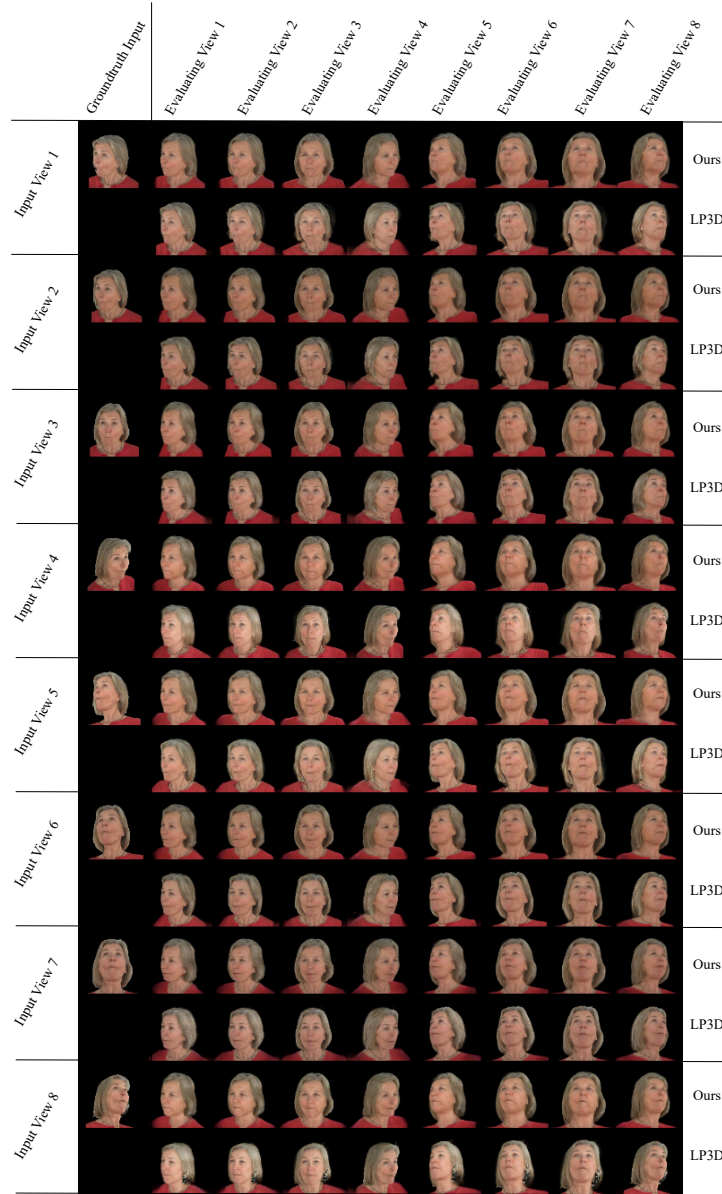 Groundtruth Input
Evaluating View 1
Evaluating View 2
Evaluating View 3
Evaluating View 4
Evaluating View 5
Evaluating View 6
Evaluating View 7
Evaluating View 8
Input View 1
Ours
LP3D
Input View 2
Ours
LP3D
Input View 3
Ours
LP3D
Input View 4
Ours
LP3D
Input View 5
Ours
LP3D
Input View 6
Ours
LP3D
Input View 7
Ours
LP3D
Input View 8
Ours
LP3D